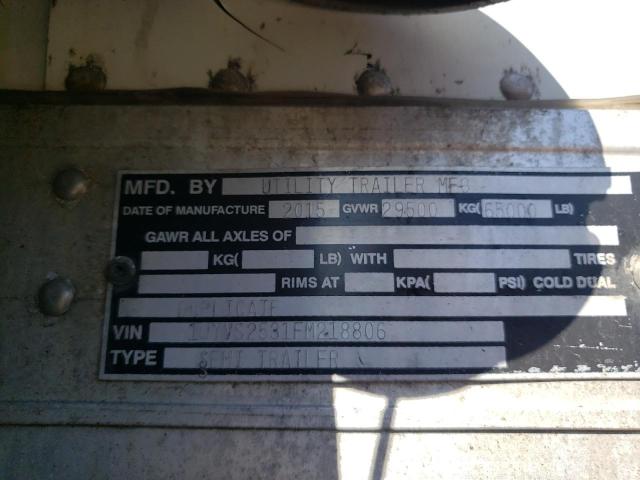 MFD. BY UTILITY TRAILER MFG
DATE OF MANUFACTURE 2015 GVWR 29500 KG( 65000 LB)
GAWR ALL AXLES OF
KG( LB) WITH TIRES
RIMS AT KPA( PSI) COLD DUAL
DUPLICATE
VIN 1UYVS2531FM218806
TYPE SEMI TRAILER